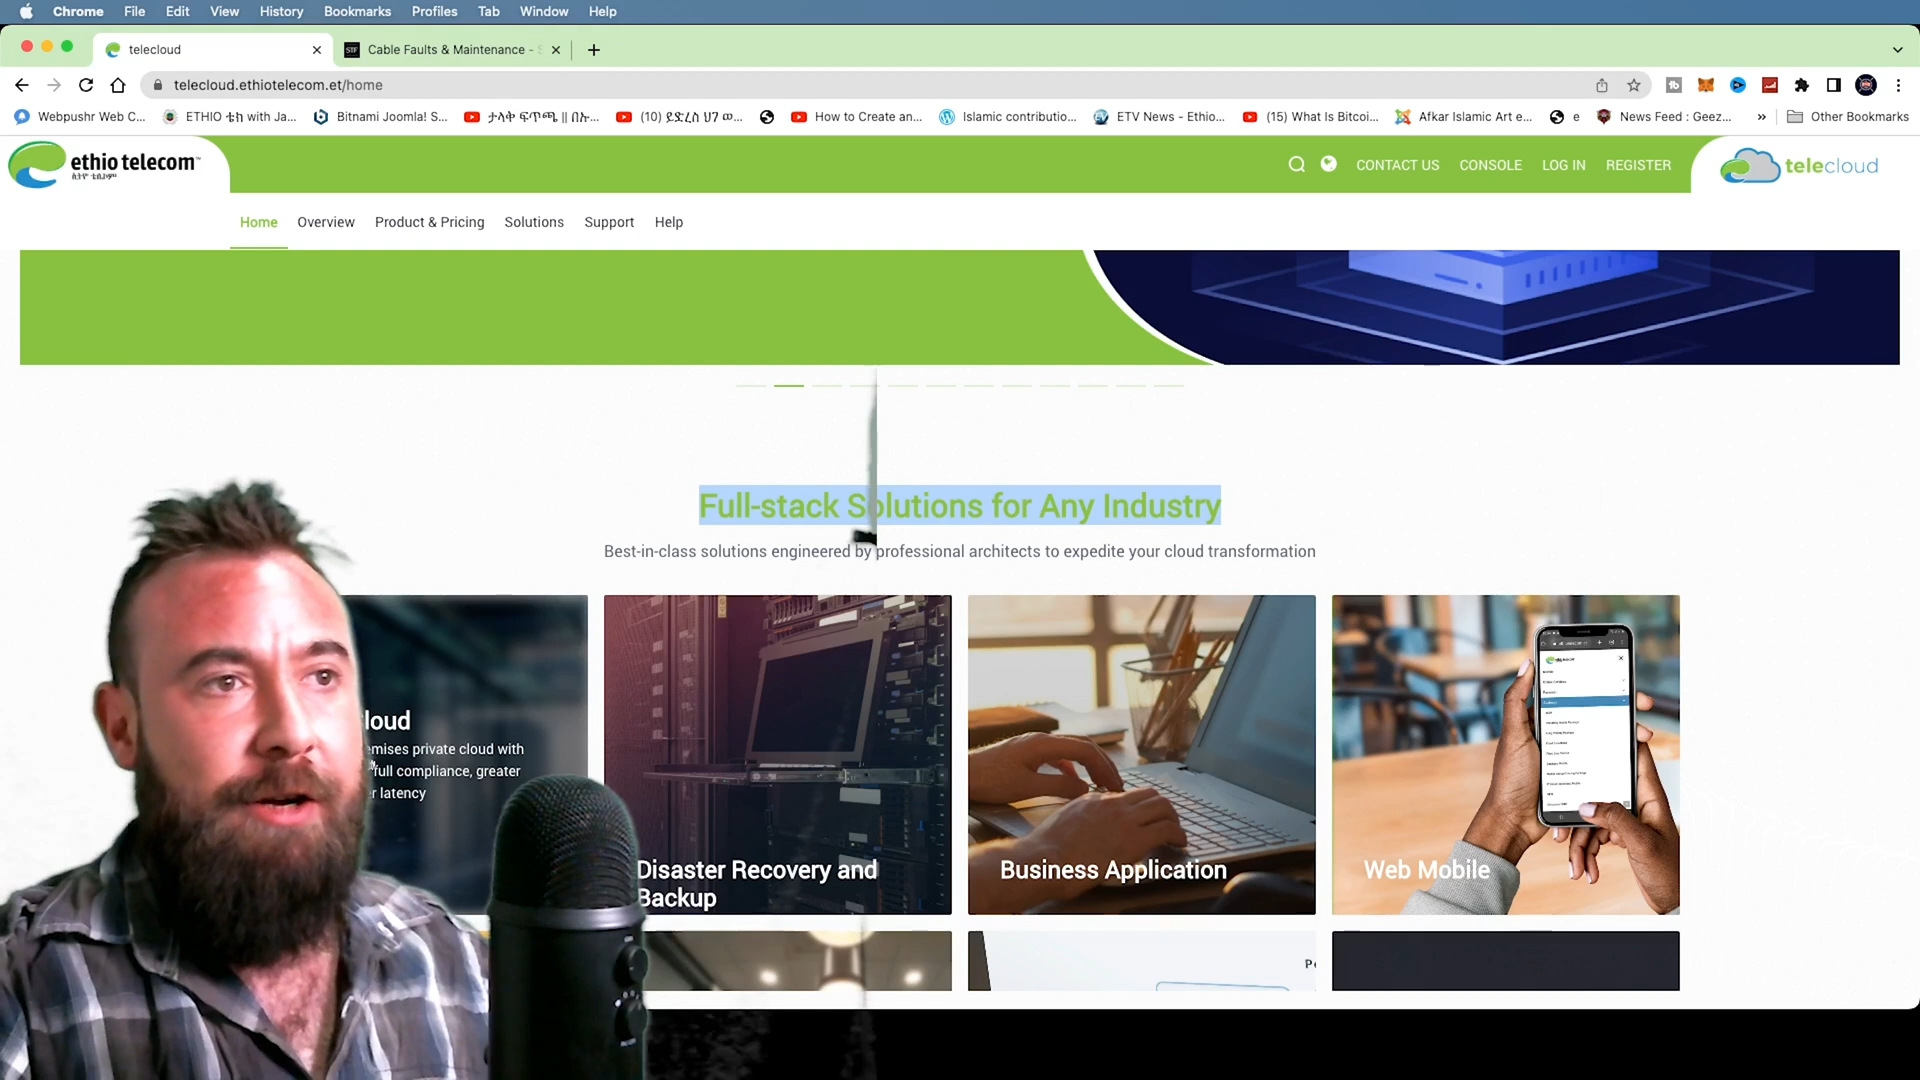 Chrome File Edit View History Bookmarks Profiles Tab Window Help
telecloud
Cable Faults & Maintenance -
telecloud.ethiotelecom.et/home
Webpushr Web C...
ETHIO ቴክ with Ja...
Bitnami Joomla! S...
ታላቅ ፍጥጫ || በኡ...
(10) ይድረስ ህገ ወ...
How to Create an...
Islamic contributio...
ETV News - Ethio...
(15) What Is Bitcoi...
Afkar Islamic Art e...
e
News Feed : Geez...
»
Other Bookmarks
ethio telecom™
ኢትዮ ቴሌኮም
CONTACT US CONSOLE LOG IN REGISTER
telecloud
Home Overview Product & Pricing Solutions Support Help
Full-stack Solutions for Any Industry
Best-in-class solutions engineered by professional architects to expedite your cloud transformation
loud
emises private cloud with
full compliance, greater
r latency
Disaster Recovery and
Backup
Business Application
Web Mobile